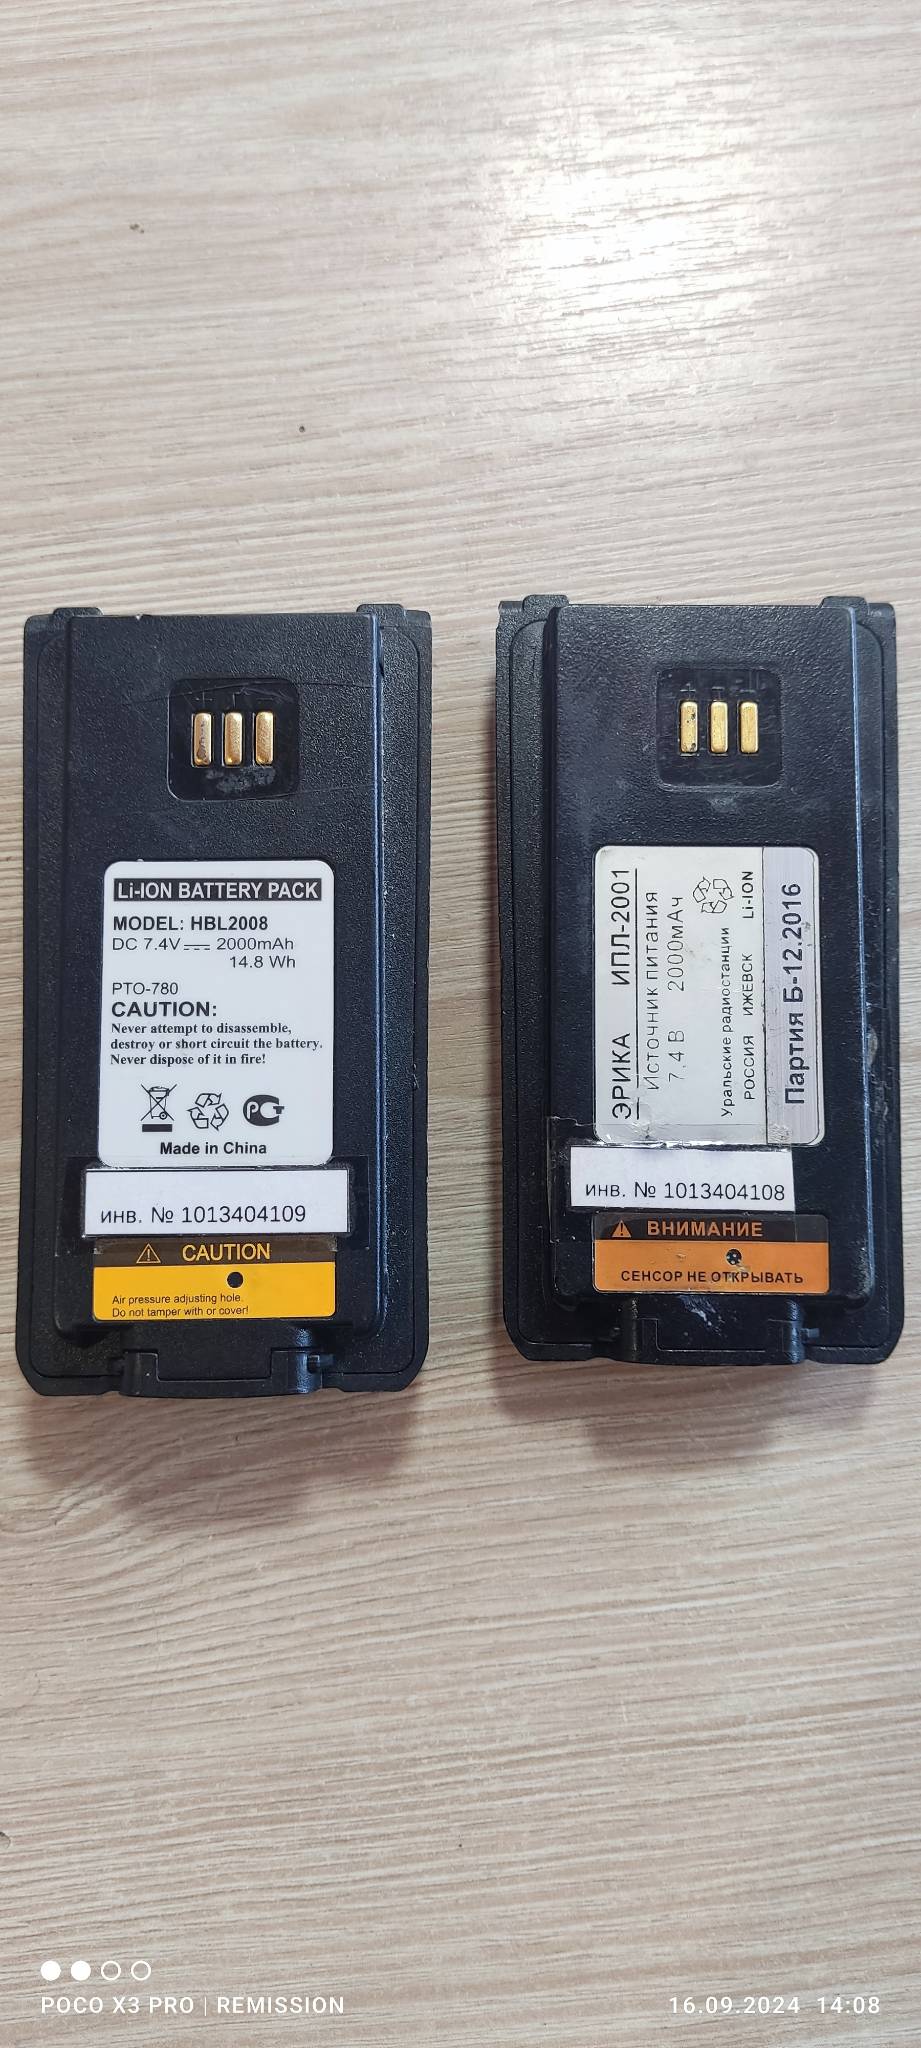 Li-ION BATTERY PACK
MODEL: HBL2008
DC 7.4V 2000mAh
14.8 Wh
PTO-780
CAUTION:
Never attempt to disassemble,
destroy or short circuit the battery.
Never dispose of it in fire!
РСТ
Made in China
инв. № 1013404109
CAUTION
Air pressure adjusting hole.
Do not tamper with or cover!
ЭРИКА ИПЛ-2001
Источник питания
7,4 В 2000мАч
Уральские радиостанции
РОССИЯ ИЖЕВСК Li-ION
Партия Б-12.2016
инв. № 1013404108
ВНИМАНИЕ
СЕНСОР НЕ ОТКРЫВАТЬ
POCO X3 PRO | REMISSION
16.09.2024 14:08